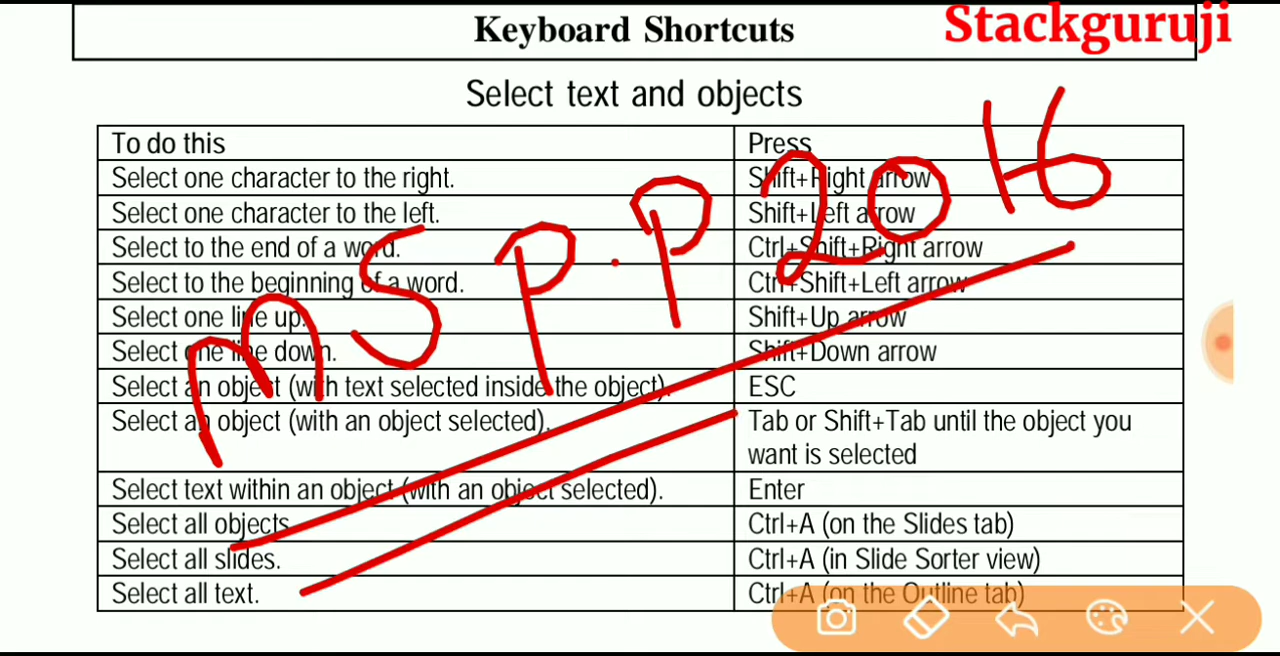 Keyboard Shortcuts
Stackguruji
Select text and objects
To do this Press
Select one character to the right. Shift+Right arrow
Select one character to the left. Shift+Left arrow
Select to the end of a word. Ctrl+Shift+Right arrow
Select to the beginning of a word. Ctrl+Shift+Left arrow
Select one line up. Shift+Up arrow
Select one line down. Shift+Down arrow
Select an object (with text selected inside the object). ESC
Select an object (with an object selected). Tab or Shift+Tab until the object you
want is selected
Select text within an object (with an object selected). Enter
Select all objects. Ctrl+A (on the Slides tab)
Select all slides. Ctrl+A (in Slide Sorter view)
Select all text. Ctrl+A (on the Outline tab)
MS P.P 2016